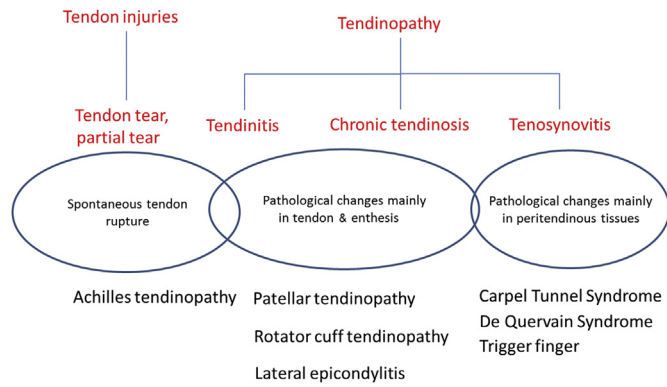 Tendon injuries
Tendinopathy
Tendon tear,
partial tear
Tendinitis
Chronic tendinosis
Tenosynovitis
Spontaneous tendon
rupture
Pathological changes mainly
in tendon & enthesis
Pathological changes mainly
in peritendinous tissues
Achilles tendinopathy
Patellar tendinopathy
Rotator cuff tendinopathy
Lateral epicondylitis
Carpel Tunnel Syndrome
De Quervain Syndrome
Trigger finger